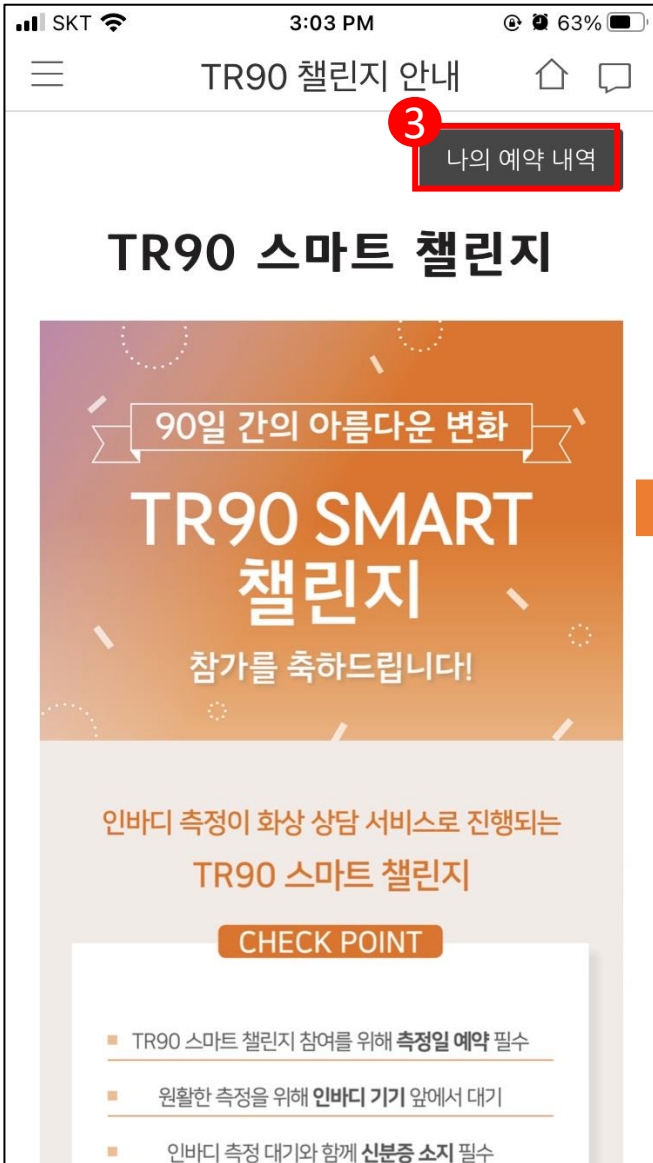 SKT 3:03 PM 63%
TR90 챌린지 안내
3
나의 예약 내역
TR90 스마트 챌린지
90일 간의 아름다운 변화
TR90 SMART
챌린지
참가를 축하드립니다!
인바디 측정이 화상 상담 서비스로 진행되는
TR90 스마트 챌린지
CHECK POINT
TR90 스마트 챌린지 참여를 위해 측정일 예약 필수
원활한 측정을 위해 인바디 기기 앞에서 대기
인바디 측정 대기와 함께 신분증 소지 필수